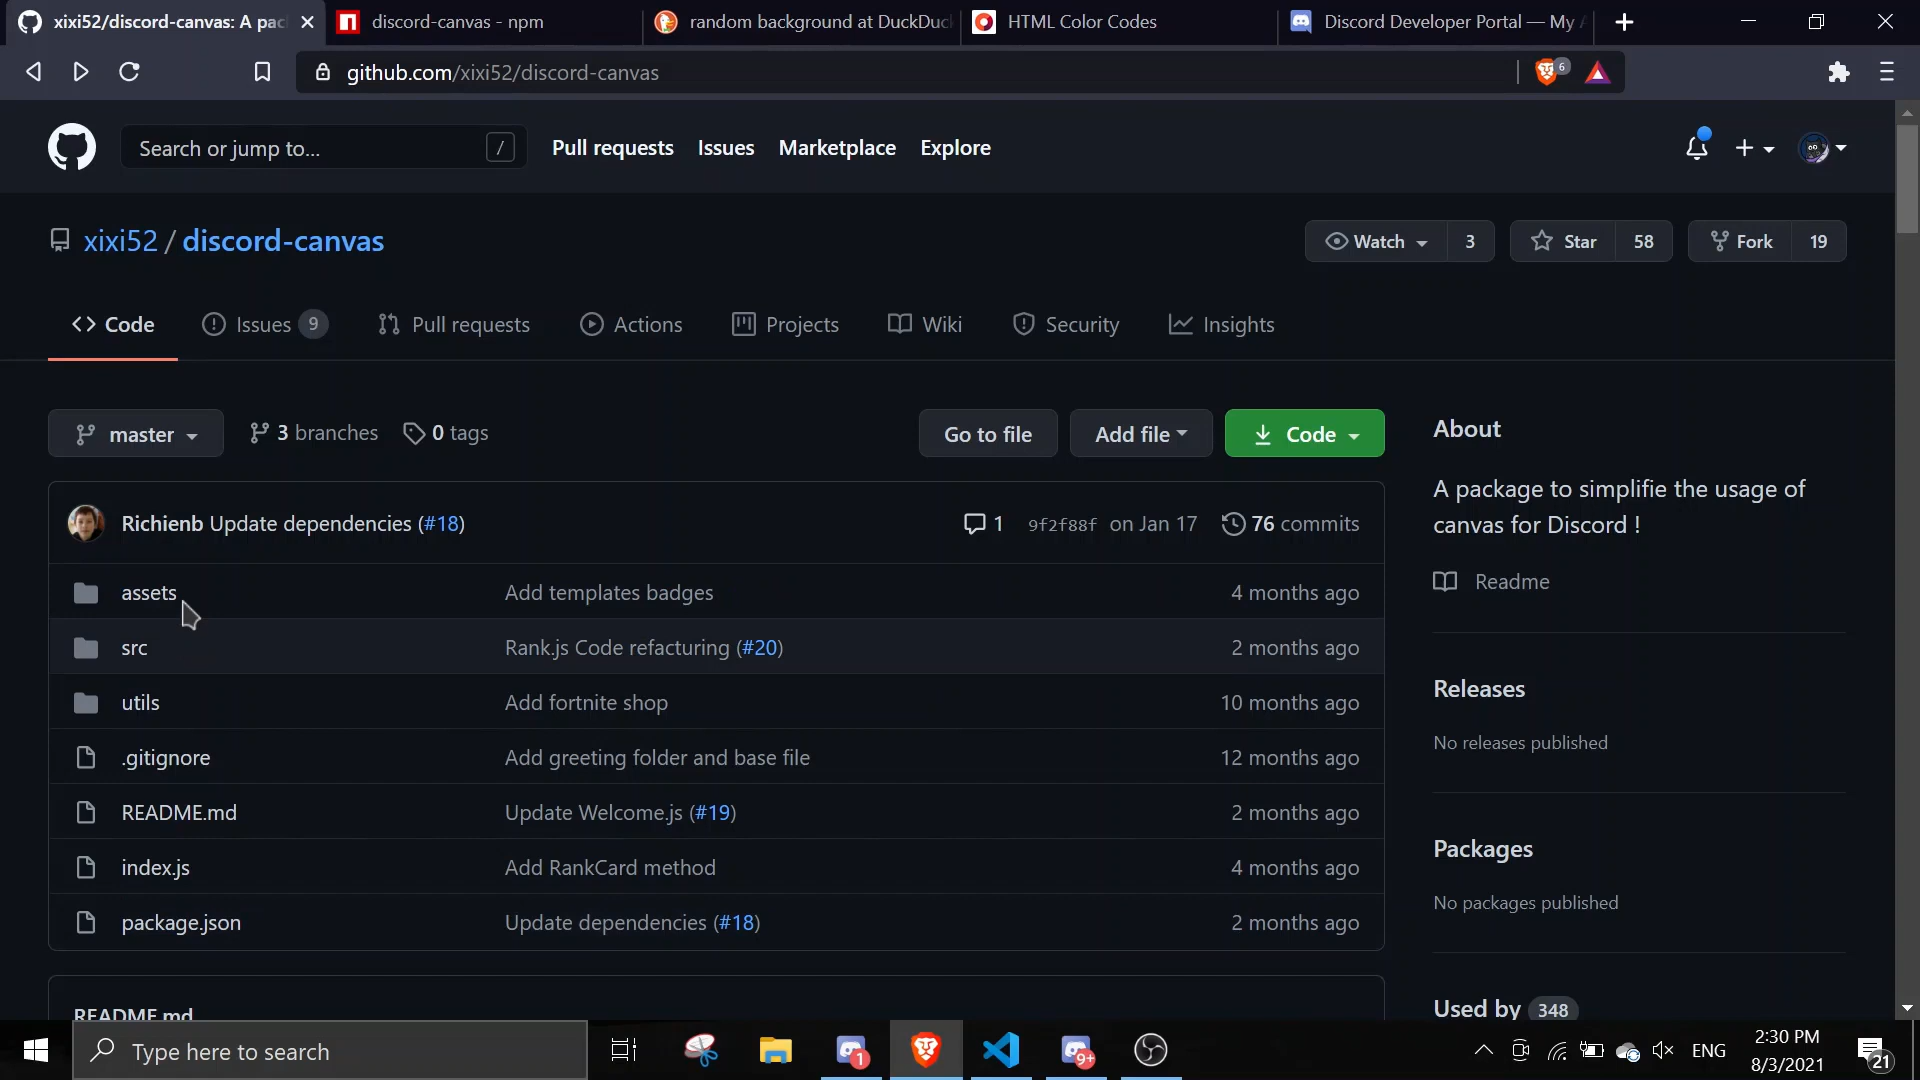 xixi52/discord-canvas: A pac
discord-canvas - npm
random background at DuckDuc
HTML Color Codes
Discord Developer Portal — My A
github.com/xixi52/discord-canvas
6
Search or jump to...
/
Pull requests
Issues
Marketplace
Explore
xixi52 / discord-canvas
Watch 3
Star 58
Fork 19
Code
Issues 9
Pull requests
Actions
Projects
Wiki
Security
Insights
master
3 branches
0 tags
Go to file
Add file
Code
Richienb Update dependencies (#18)
1
9f2f88f on Jan 17
76 commits
assets Add templates badges 4 months ago
src Rank.js Code refacturing (#20) 2 months ago
utils Add fortnite shop 10 months ago
.gitignore Add greeting folder and base file 12 months ago
README.md Update Welcome.js (#19) 2 months ago
index.js Add RankCard method 4 months ago
package.json Update dependencies (#18) 2 months ago
README.md
About
A package to simplifie the usage of
canvas for Discord !
Readme
Releases
No releases published
Packages
No packages published
Used by 348
Type here to search
1
9+
ENG
2:30 PM
8/3/2021
21